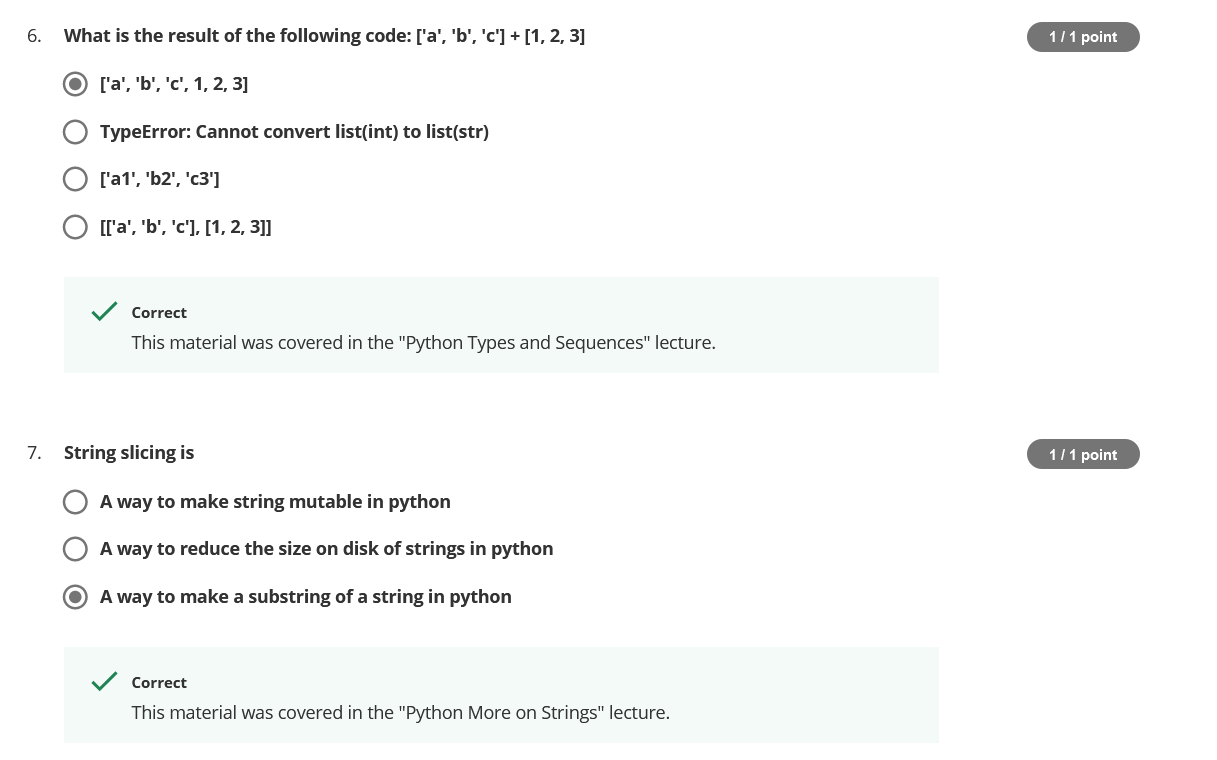 6. What is the result of the following code: ['a', 'b', 'c'] + [1, 2, 3]
1 / 1 point
['a', 'b', 'c', 1, 2, 3]
TypeError: Cannot convert list(int) to list(str)
['a1', 'b2', 'c3']
[['a', 'b', 'c'], [1, 2, 3]]
Correct
This material was covered in the "Python Types and Sequences" lecture.
7. String slicing is
1 / 1 point
A way to make string mutable in python
A way to reduce the size on disk of strings in python
A way to make a substring of a string in python
Correct
This material was covered in the "Python More on Strings" lecture.